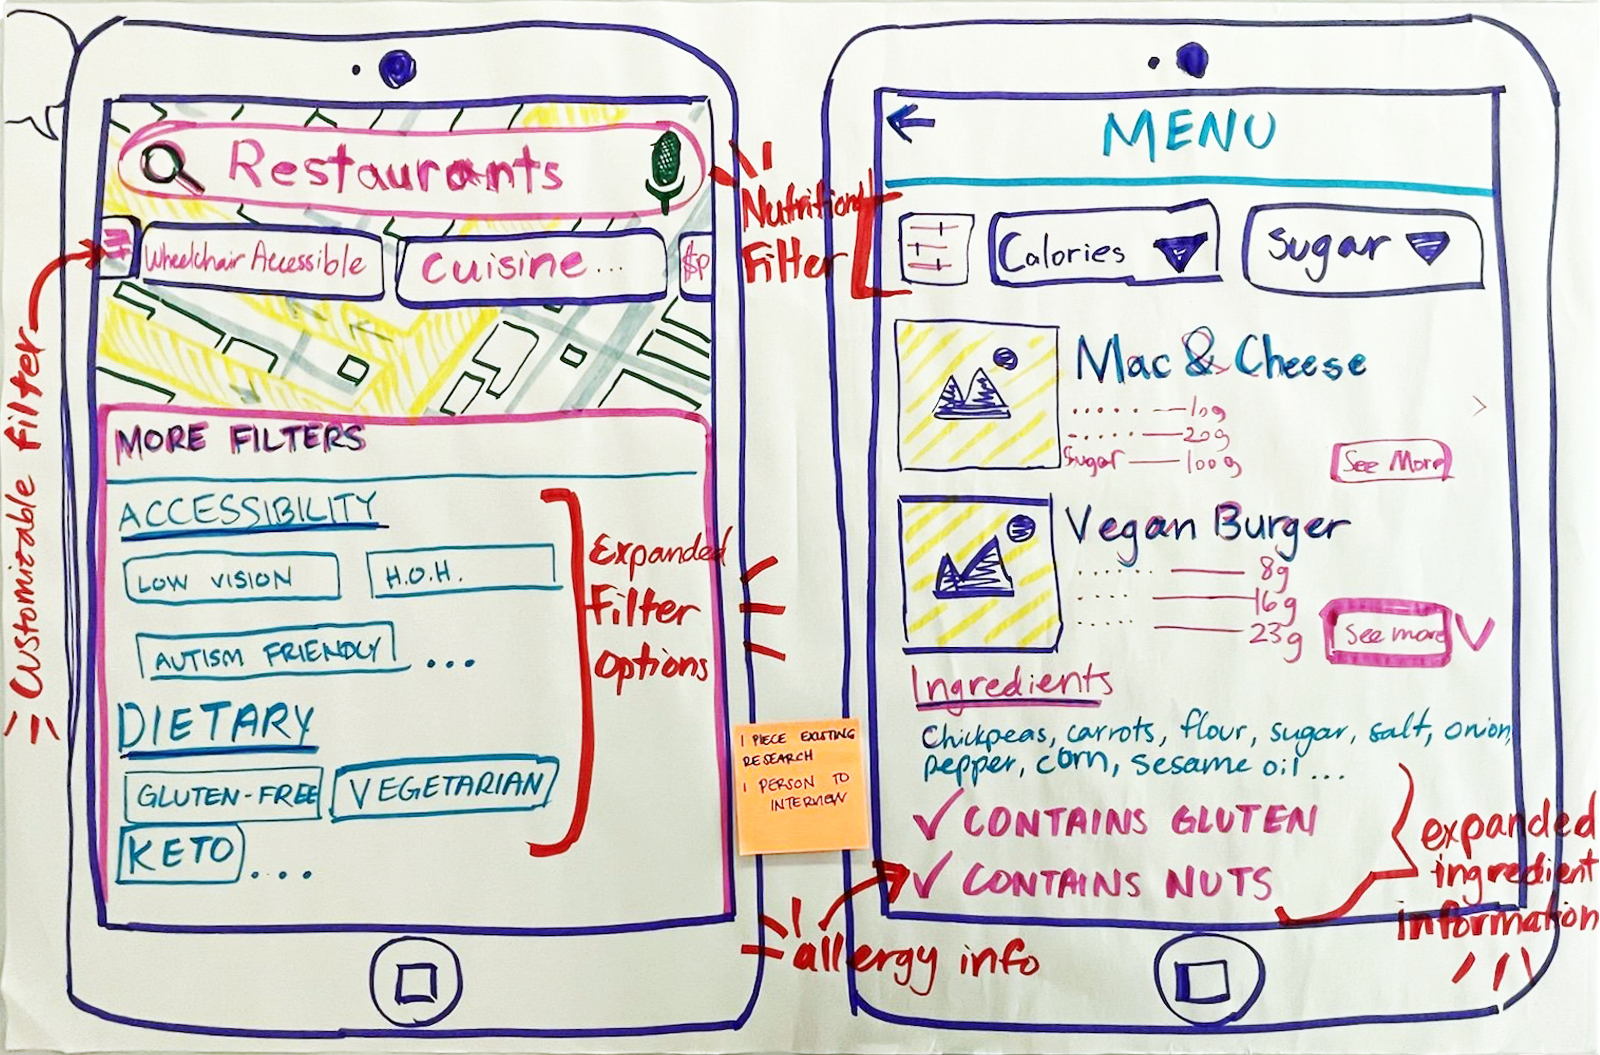 Restaurants
Wheelchair Accessible
Cuisine...
$P
MORE FILTERS
ACCESSIBILITY
LOW VISION
H.O.H.
AUTISM FRIENDLY ...
DIETARY
GLUTEN-FREE
VEGETARIAN
KETO ....
Customizable filter
Expanded
Filter
options
Nutritional
Filter
1 PIECE EXISTING
RESEARCH
1 PERSON TO
INTERVIEW
allergy info
MENU
Calories
Sugar
Mac & Cheese
10g
20g
Sugar 100g
See More
Vegan Burger
8g
16g
23g
See more
Ingredients
Chickpeas, carrots, flour, sugar, salt, onion,
pepper, corn, sesame oil ...
✓ CONTAINS GLUTEN
✓ CONTAINS NUTS
expanded
ingredient
information